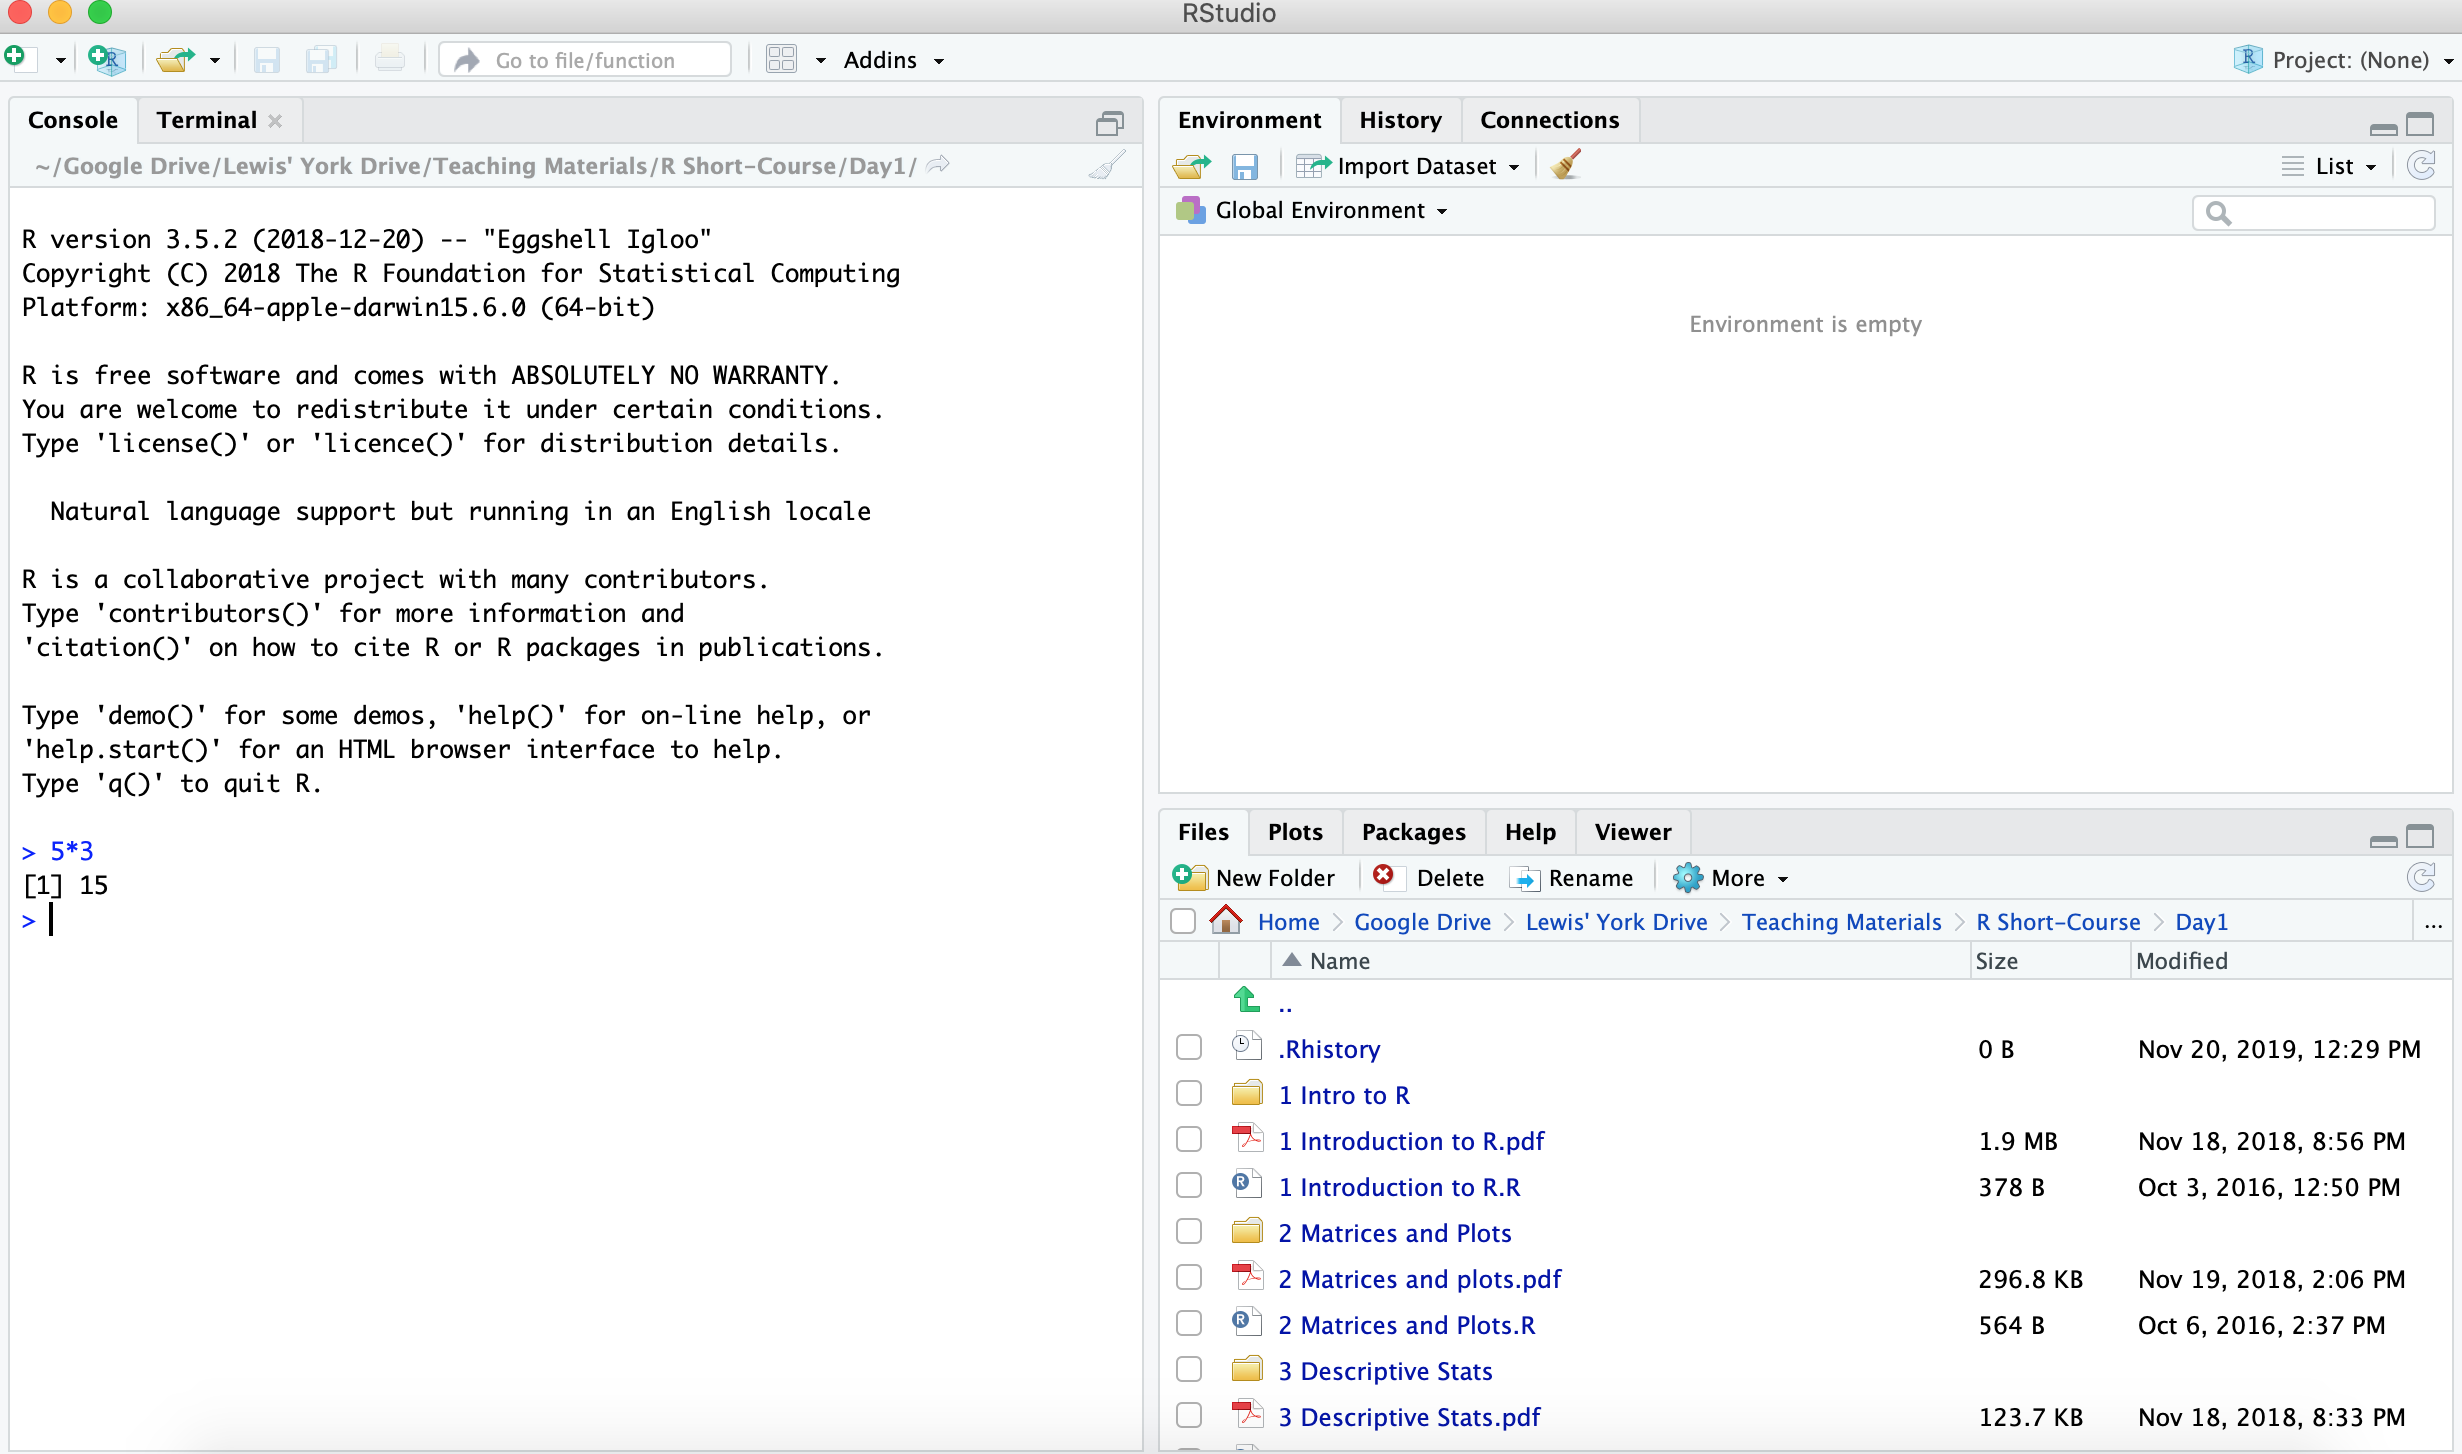 RStudio
Go to file/function
Addins
Project: (None)
Console Terminal
~/Google Drive/Lewis' York Drive/Teaching Materials/R Short-Course/Day1/
R version 3.5.2 (2018-12-20) -- "Eggshell Igloo"
Copyright (C) 2018 The R Foundation for Statistical Computing
Platform: x86_64-apple-darwin15.6.0 (64-bit)
R is free software and comes with ABSOLUTELY NO WARRANTY.
You are welcome to redistribute it under certain conditions.
Type 'license()' or 'licence()' for distribution details.
Natural language support but running in an English locale
R is a collaborative project with many contributors.
Type 'contributors()' for more information and
'citation()' on how to cite R or R packages in publications.
Type 'demo()' for some demos, 'help()' for on-line help, or
'help.start()' for an HTML browser interface to help.
Type 'q()' to quit R.
> 5*3
[1] 15
>
Environment History Connections
Import Dataset List
Global Environment
Environment is empty
Files Plots Packages Help Viewer
New Folder Delete Rename More
Home Google Drive Lewis' York Drive Teaching Materials R Short-Course Day1 ...
Name Size Modified
..
.Rhistory 0 B Nov 20, 2019, 12:29 PM
1 Intro to R
1 Introduction to R.pdf 1.9 MB Nov 18, 2018, 8:56 PM
1 Introduction to R.R 378 B Oct 3, 2016, 12:50 PM
2 Matrices and Plots
2 Matrices and plots.pdf 296.8 KB Nov 19, 2018, 2:06 PM
2 Matrices and Plots.R 564 B Oct 6, 2016, 2:37 PM
3 Descriptive Stats
3 Descriptive Stats.pdf 123.7 KB Nov 18, 2018, 8:33 PM